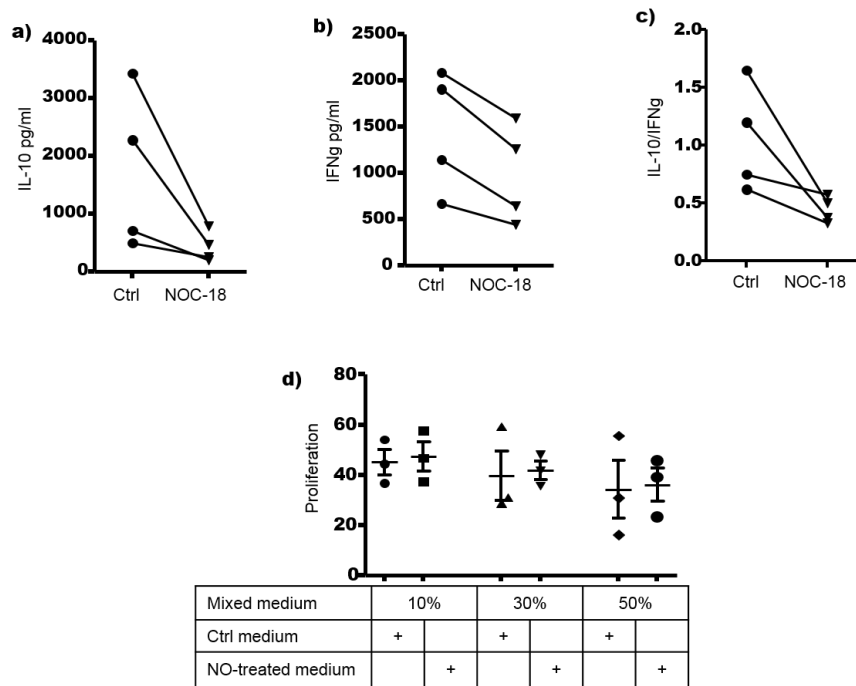 a)
4000
3000
2000
1000
0
IL-10 pg/ml
Ctrl NOC-18
b)
2500
2000
1500
1000
500
0
IFNg pg/ml
Ctrl NOC-18
c)
2.0
1.5
1.0
0.5
0.0
IL-10/IFNg
Ctrl NOC-18
d)
80
60
40
20
0
Proliferation
Mixed medium 10% 30% 50%
Ctrl medium + + +
NO-treated medium + + +